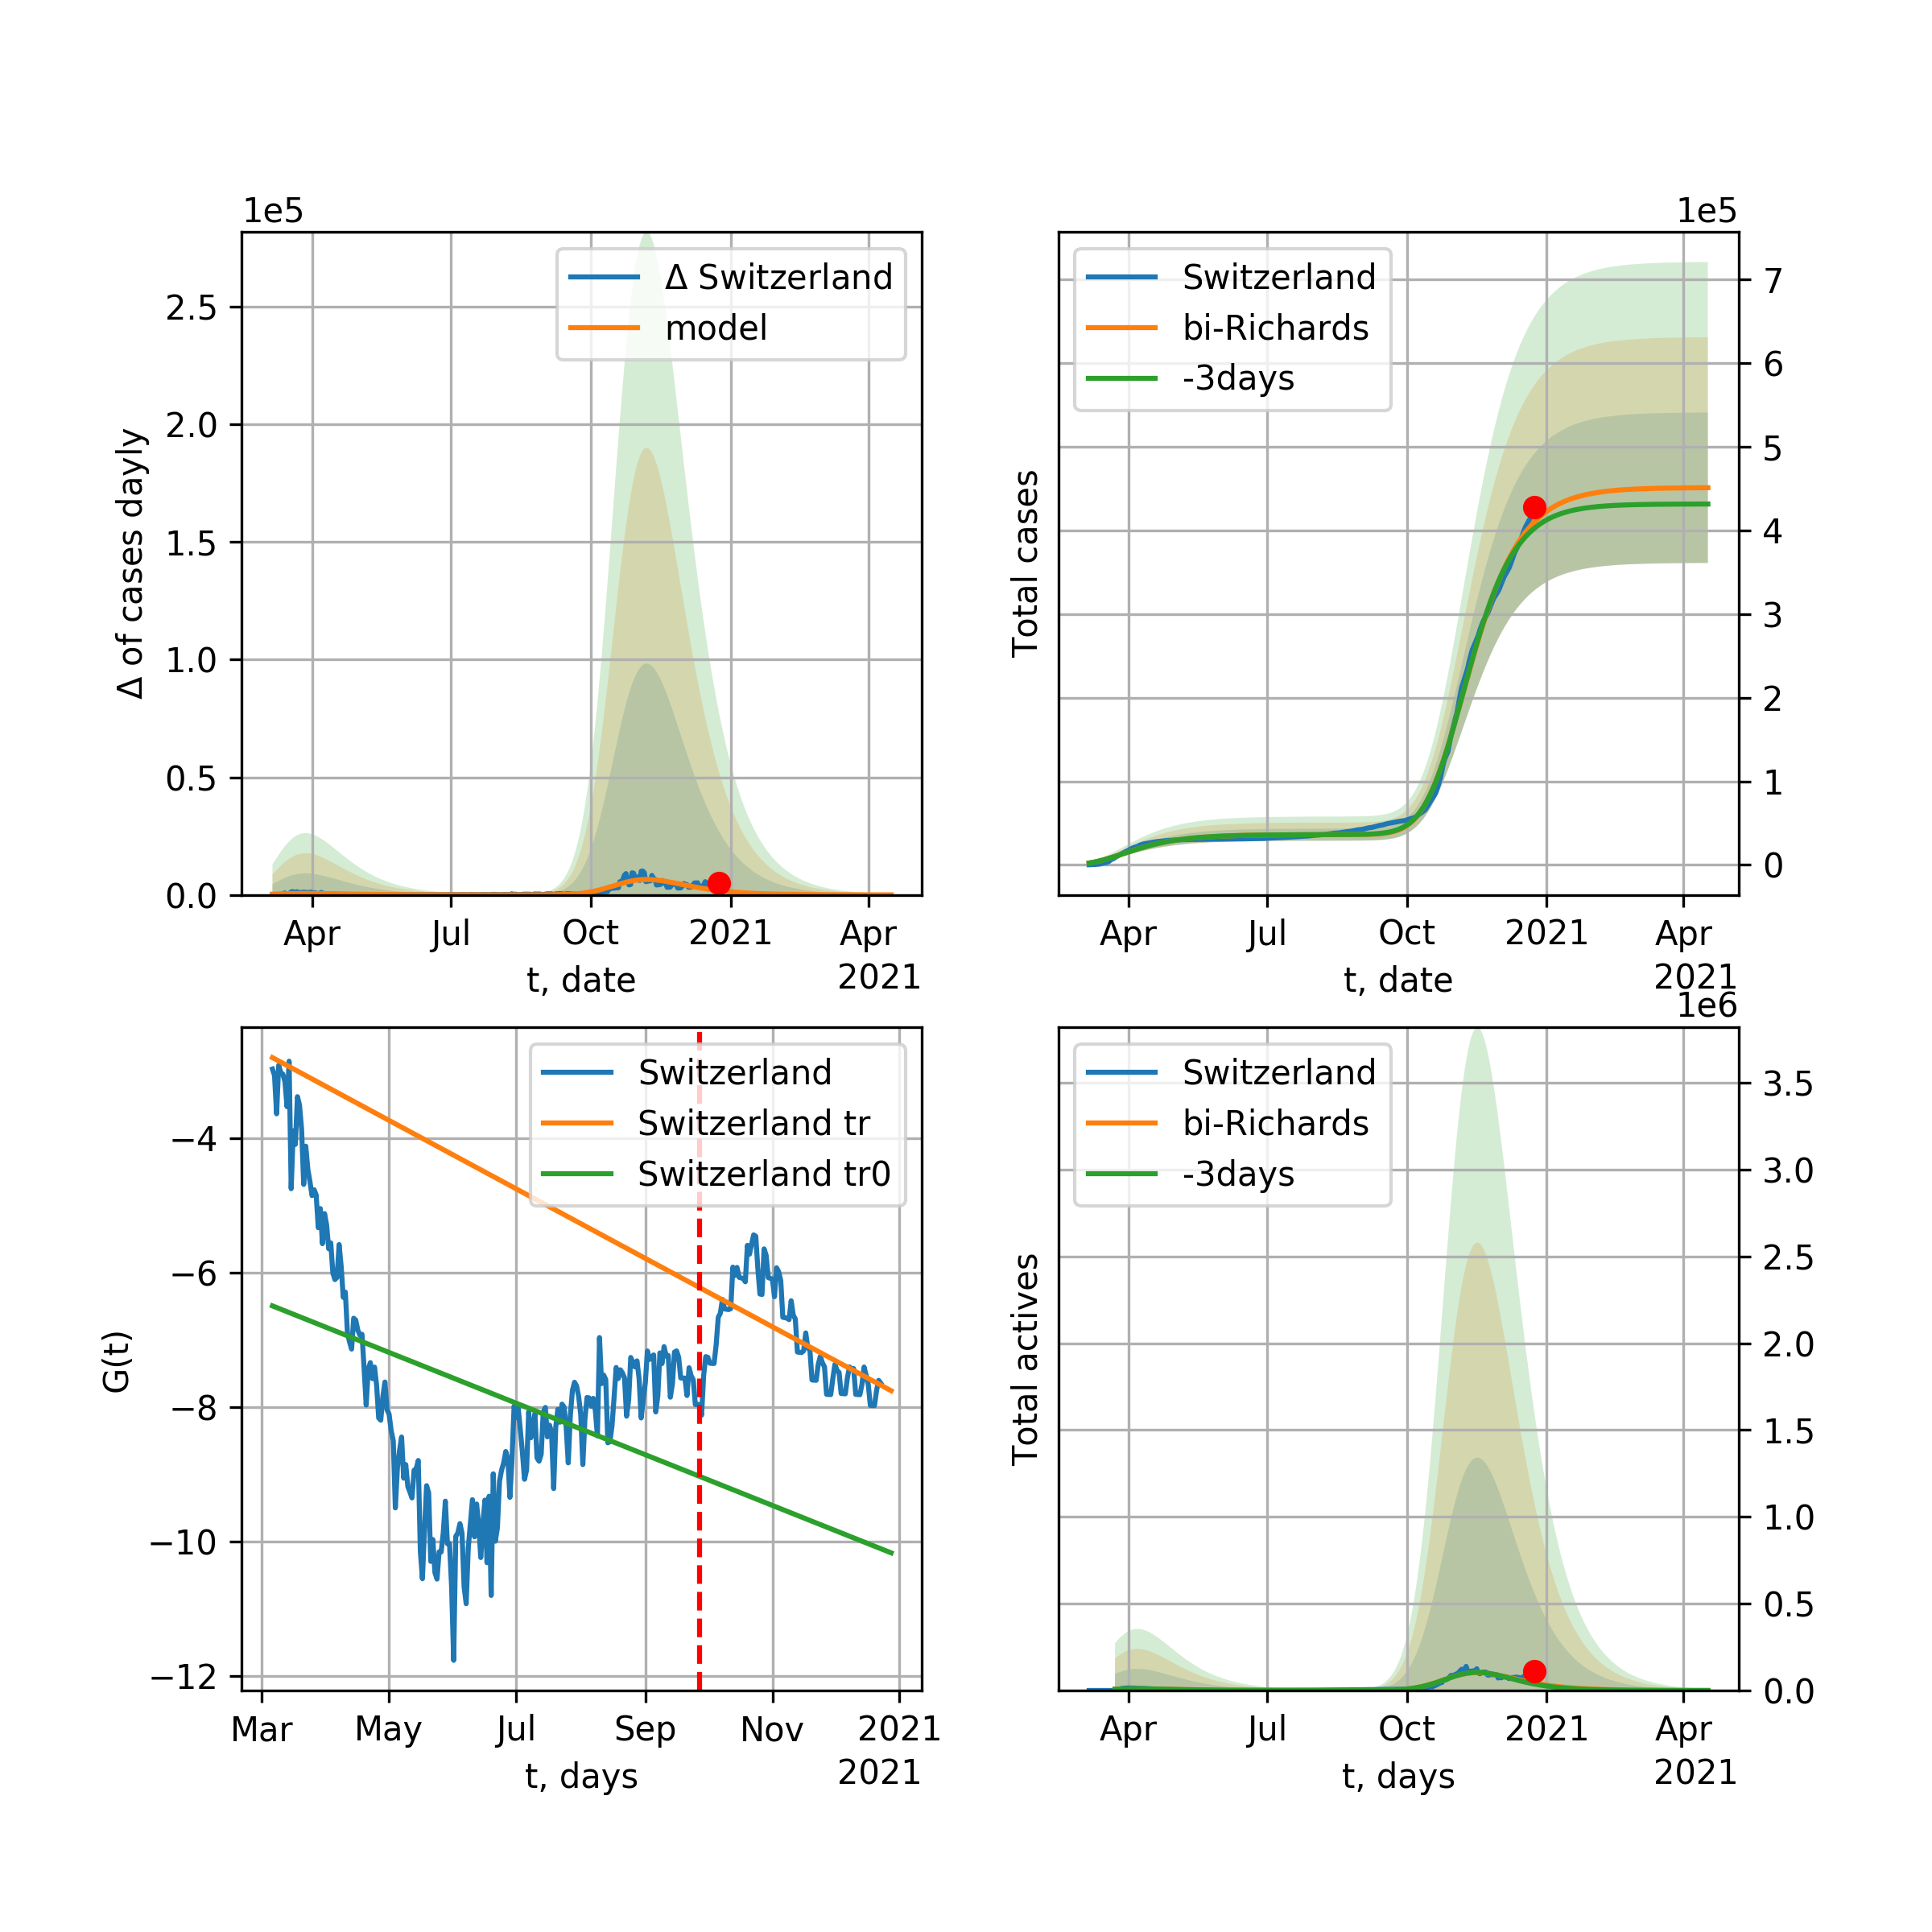 1e5
Δ Switzerland
model
2.5
2.0
1.5
1.0
0.5
0.0
Δ of cases dayly
Apr
Jul
Oct
2021
Apr
t, date
2021
1e5
Switzerland
bi-Richards
-3days
7
6
5
4
3
2
1
0
Total cases
Apr
Jul
Oct
2021
Apr
t, date
2021
Switzerland
Switzerland tr
Switzerland tr0
−4
−6
−8
−10
−12
G(t)
Mar
May
Jul
Sep
Nov
2021
t, days
2021
1e6
Switzerland
bi-Richards
-3days
3.5
3.0
2.5
2.0
1.5
1.0
0.5
0.0
Total actives
Apr
Jul
Oct
2021
Apr
t, days
2021